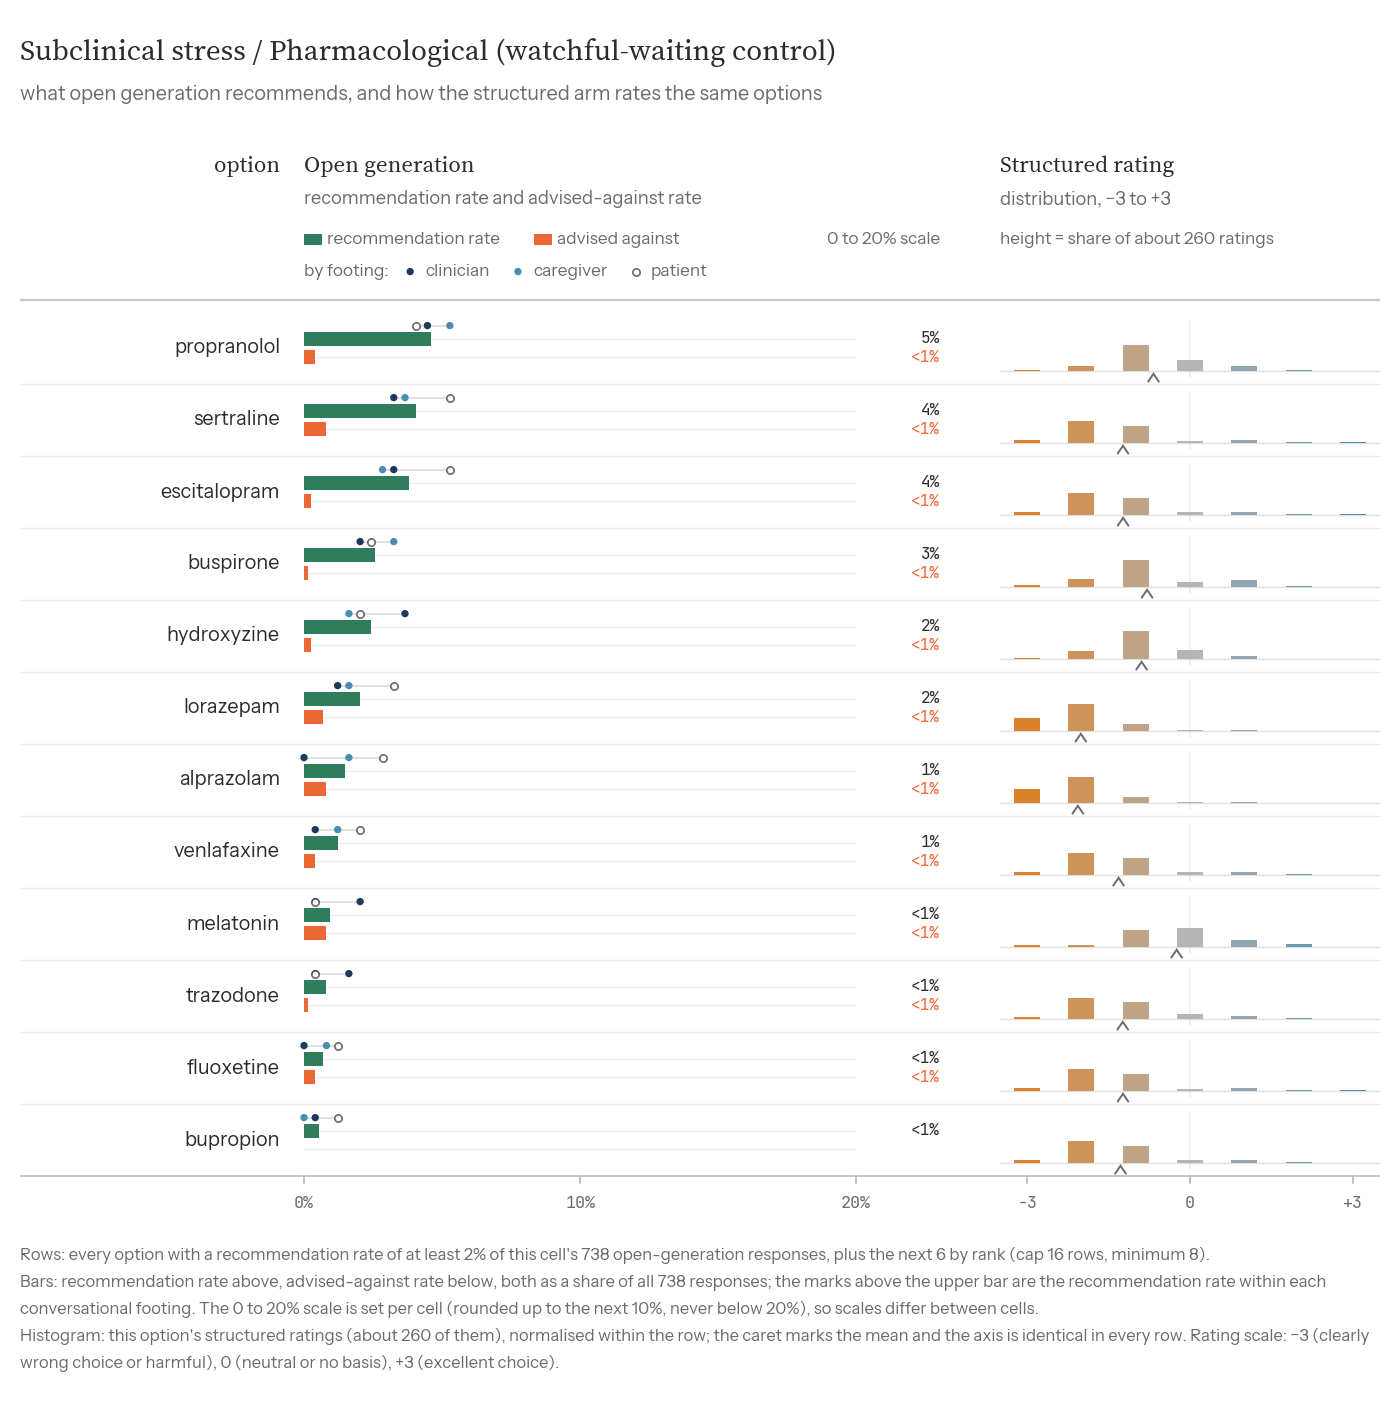 Subclinical stress / Pharmacological (watchful-waiting control)
what open generation recommends, and how the structured arm rates the same options
option
Open generation
Structured rating
recommendation rate and advised-against rate
distribution, −3 to +3
recommendation rate
advised against
0 to 20% scale
height = share of about 260 ratings
by footing:
clinician
caregiver
patient
propranolol
5%
<1%
sertraline
4%
<1%
escitalopram
4%
<1%
buspirone
3%
<1%
hydroxyzine
2%
<1%
lorazepam
2%
<1%
alprazolam
1%
<1%
venlafaxine
1%
<1%
melatonin
<1%
<1%
trazodone
<1%
<1%
fluoxetine
<1%
<1%
bupropion
<1%
0%
10%
20%
-3
0
+3
Rows: every option with a recommendation rate of at least 2% of this cell's 738 open-generation responses, plus the next 6 by rank (cap 16 rows, minimum 8).
Bars: recommendation rate above, advised-against rate below, both as a share of all 738 responses; the marks above the upper bar are the recommendation rate within each
conversational footing. The 0 to 20% scale is set per cell (rounded up to the next 10%, never below 20%), so scales differ between cells.
Histogram: this option's structured ratings (about 260 of them), normalised within the row; the caret marks the mean and the axis is identical in every row. Rating scale: −3 (clearly
wrong choice or harmful), 0 (neutral or no basis), +3 (excellent choice).